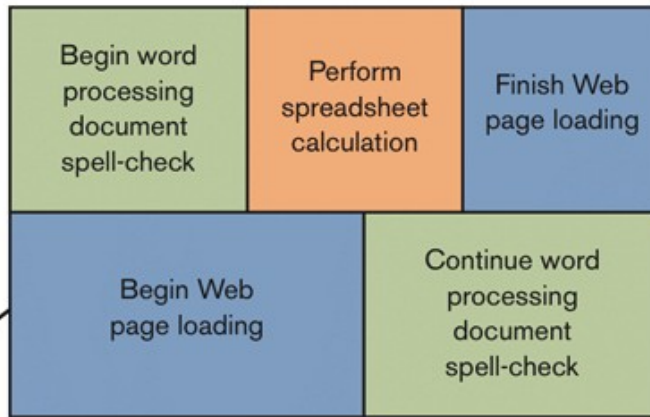 Begin word
processing
document
spell-check
Perform
spreadsheet
calculation
Finish Web
page loading
Begin Web
page loading
Continue word
processing
document
spell-check